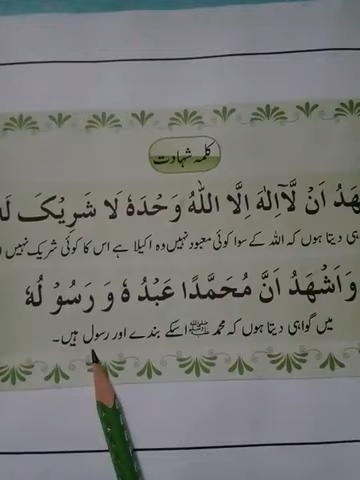 کلمہ شہادت
اَنْ لَّآ اِلٰهَ اِلَّا اللّٰهُ وَحْدَهٗ لَا شَرِيْكَ
دیتا ہوں کہ اللہ کے سوا کوئی معبود نہیں وہ اکیلا ہے اس کا کوئی شریک نہیں
وَ اَشْهَدُ اَنَّ مُحَمَّدًا عَبْدُ هٗ وَ رَسُوْ لُهٗ
میں گواہی دیتا ہوں کہ محمد ﷺ اسکے بندے اور رسول ہیں۔